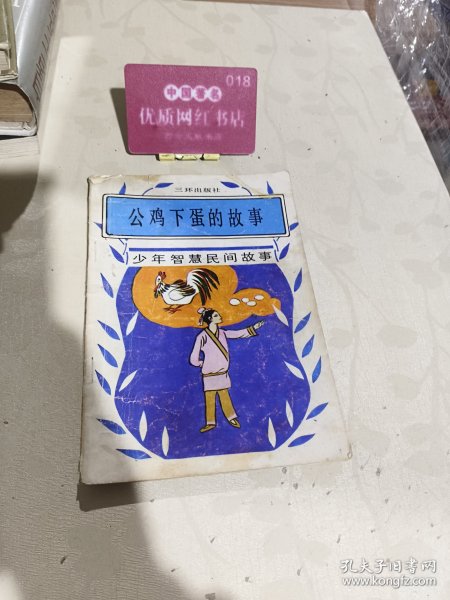 018
中国著名
优质网红书店
三环出版社
公鸡下蛋的故事
少年智慧民间故事
孔夫子旧书网
www.kongfz.com